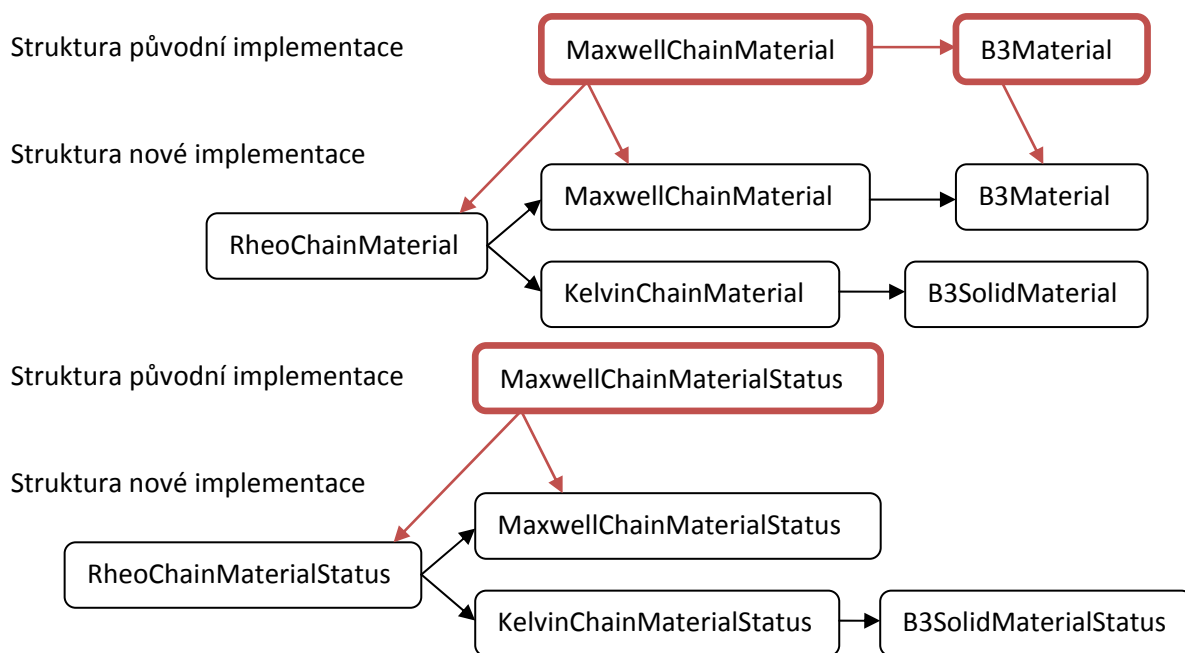 Struktura původní implementace
MaxwellChainMaterial
B3Material
Struktura nové implementace
MaxwellChainMaterial
B3Material
RheoChainMaterial
KelvinChainMaterial
B3SolidMaterial
Struktura původní implementace
MaxwellChainMaterialStatus
Struktura nové implementace
MaxwellChainMaterialStatus
RheoChainMaterialStatus
KelvinChainMaterialStatus
B3SolidMaterialStatus